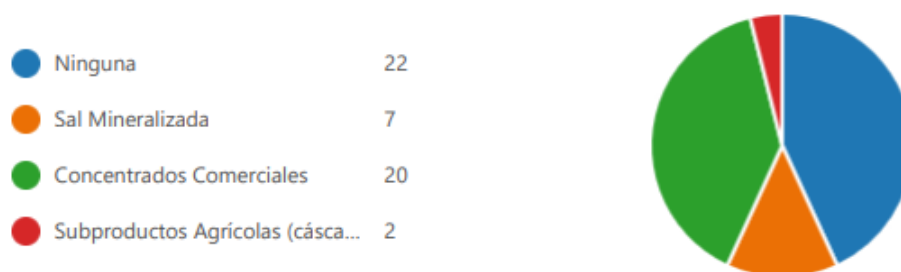 Ninguna 22
Sal Mineralizada 7
Concentrados Comerciales 20
Subproductos Agrícolas (cásca... 2